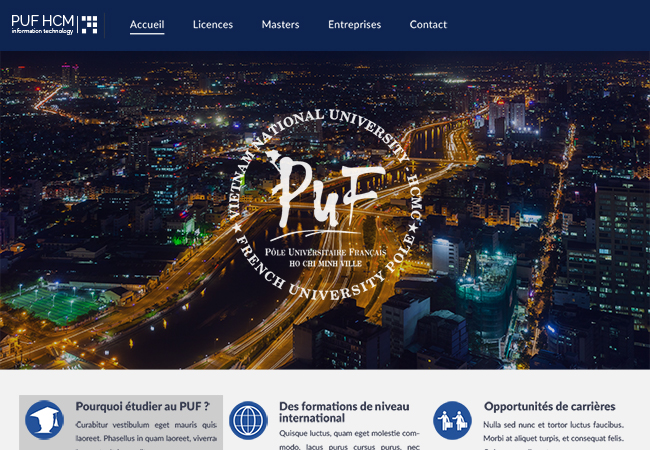 PUF HCM
information technology
Accueil
Licences
Masters
Entreprises
Contact
VIETNAM NATIONAL UNIVERSITY - HCMC
PUF
PÔLE UNIVERSITAIRE FRANÇAIS
HO CHI MINH VILLE
★ FRENCH UNIVERSITY POLE ★
Pourquoi étudier au PUF ?
Curabitur vestibulum eget mauris quis
laoreet. Phasellus in quam laoreet, viverra
Des formations de niveau
international
Quisque luctus, quam eget molestie com-
modo, lacus purus cursus purus, nec
Opportunités de carrières
Nulla sed nunc et tortor luctus faucibus.
Morbi at aliquet turpis, et consequat felis.